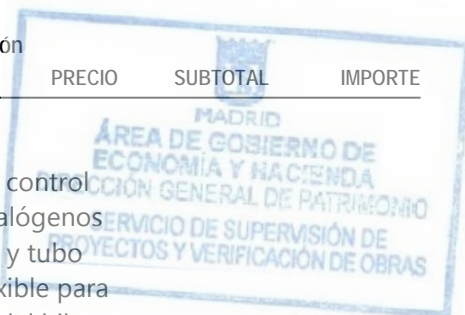 ón
PRECIO SUBTOTAL IMPORTE
MADRID
ÁREA DE GOBIERNO DE
ECONOMÍA Y HACIENDA
control
DIRECCIÓN GENERAL DE PATRIMONIO
alógenos
SERVICIO DE SUPERVISIÓN DE
y tubo
PROYECTOS Y VERIFICACIÓN DE OBRAS
xible para